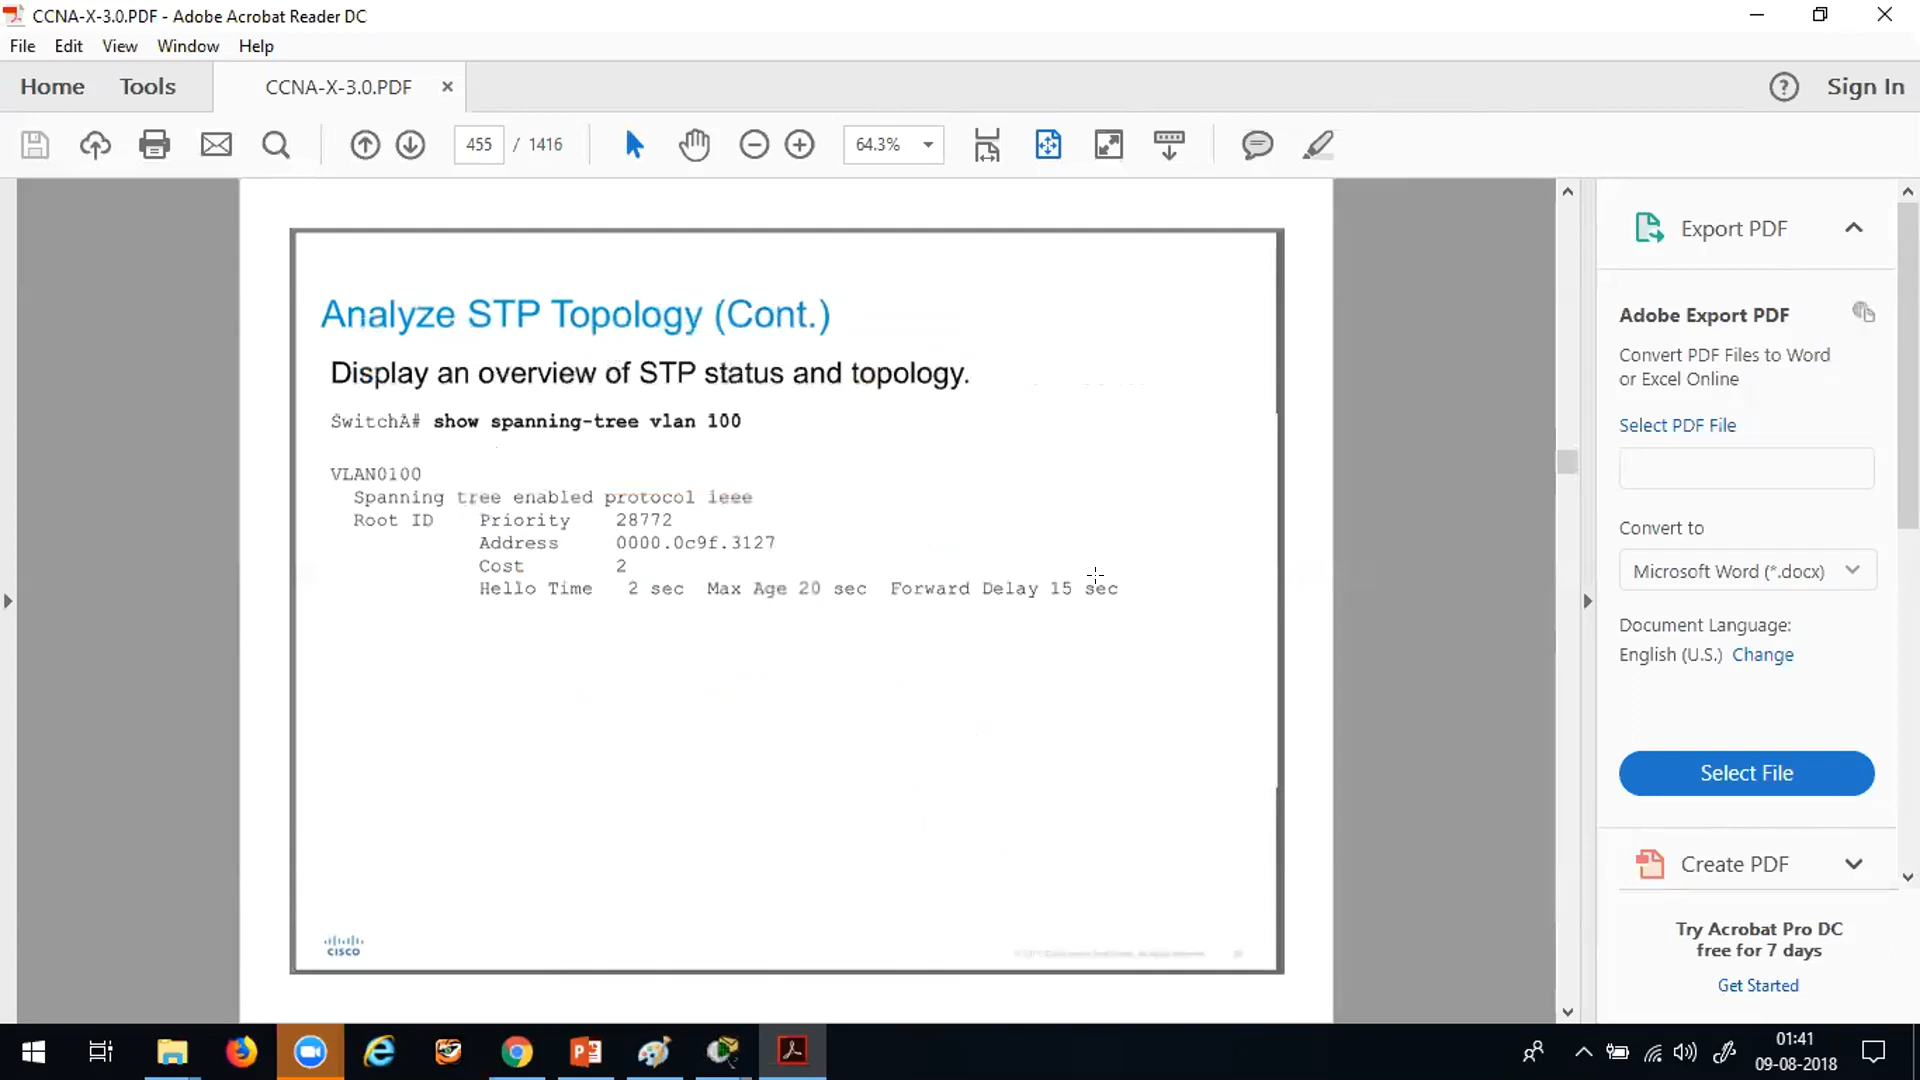 CCNA-X-3.0.PDF - Adobe Acrobat Reader DC
File Edit View Window Help
Home Tools CCNA-X-3.0.PDF × ? Sign In
455 / 1416 64.3%
Analyze STP Topology (Cont.)
Display an overview of STP status and topology.
SwitchA# show spanning-tree vlan 100
VLAN0100
Spanning tree enabled protocol ieee
Root ID Priority 28772
Address 0000.0c9f.3127
Cost 2
Hello Time 2 sec Max Age 20 sec Forward Delay 15 sec
CISCO
Export PDF
Adobe Export PDF
Convert PDF Files to Word
or Excel Online
Select PDF File
Convert to
Microsoft Word (*.docx)
Document Language:
English (U.S.) Change
Select File
Create PDF
Try Acrobat Pro DC
free for 7 days
Get Started
01:41
09-08-2018